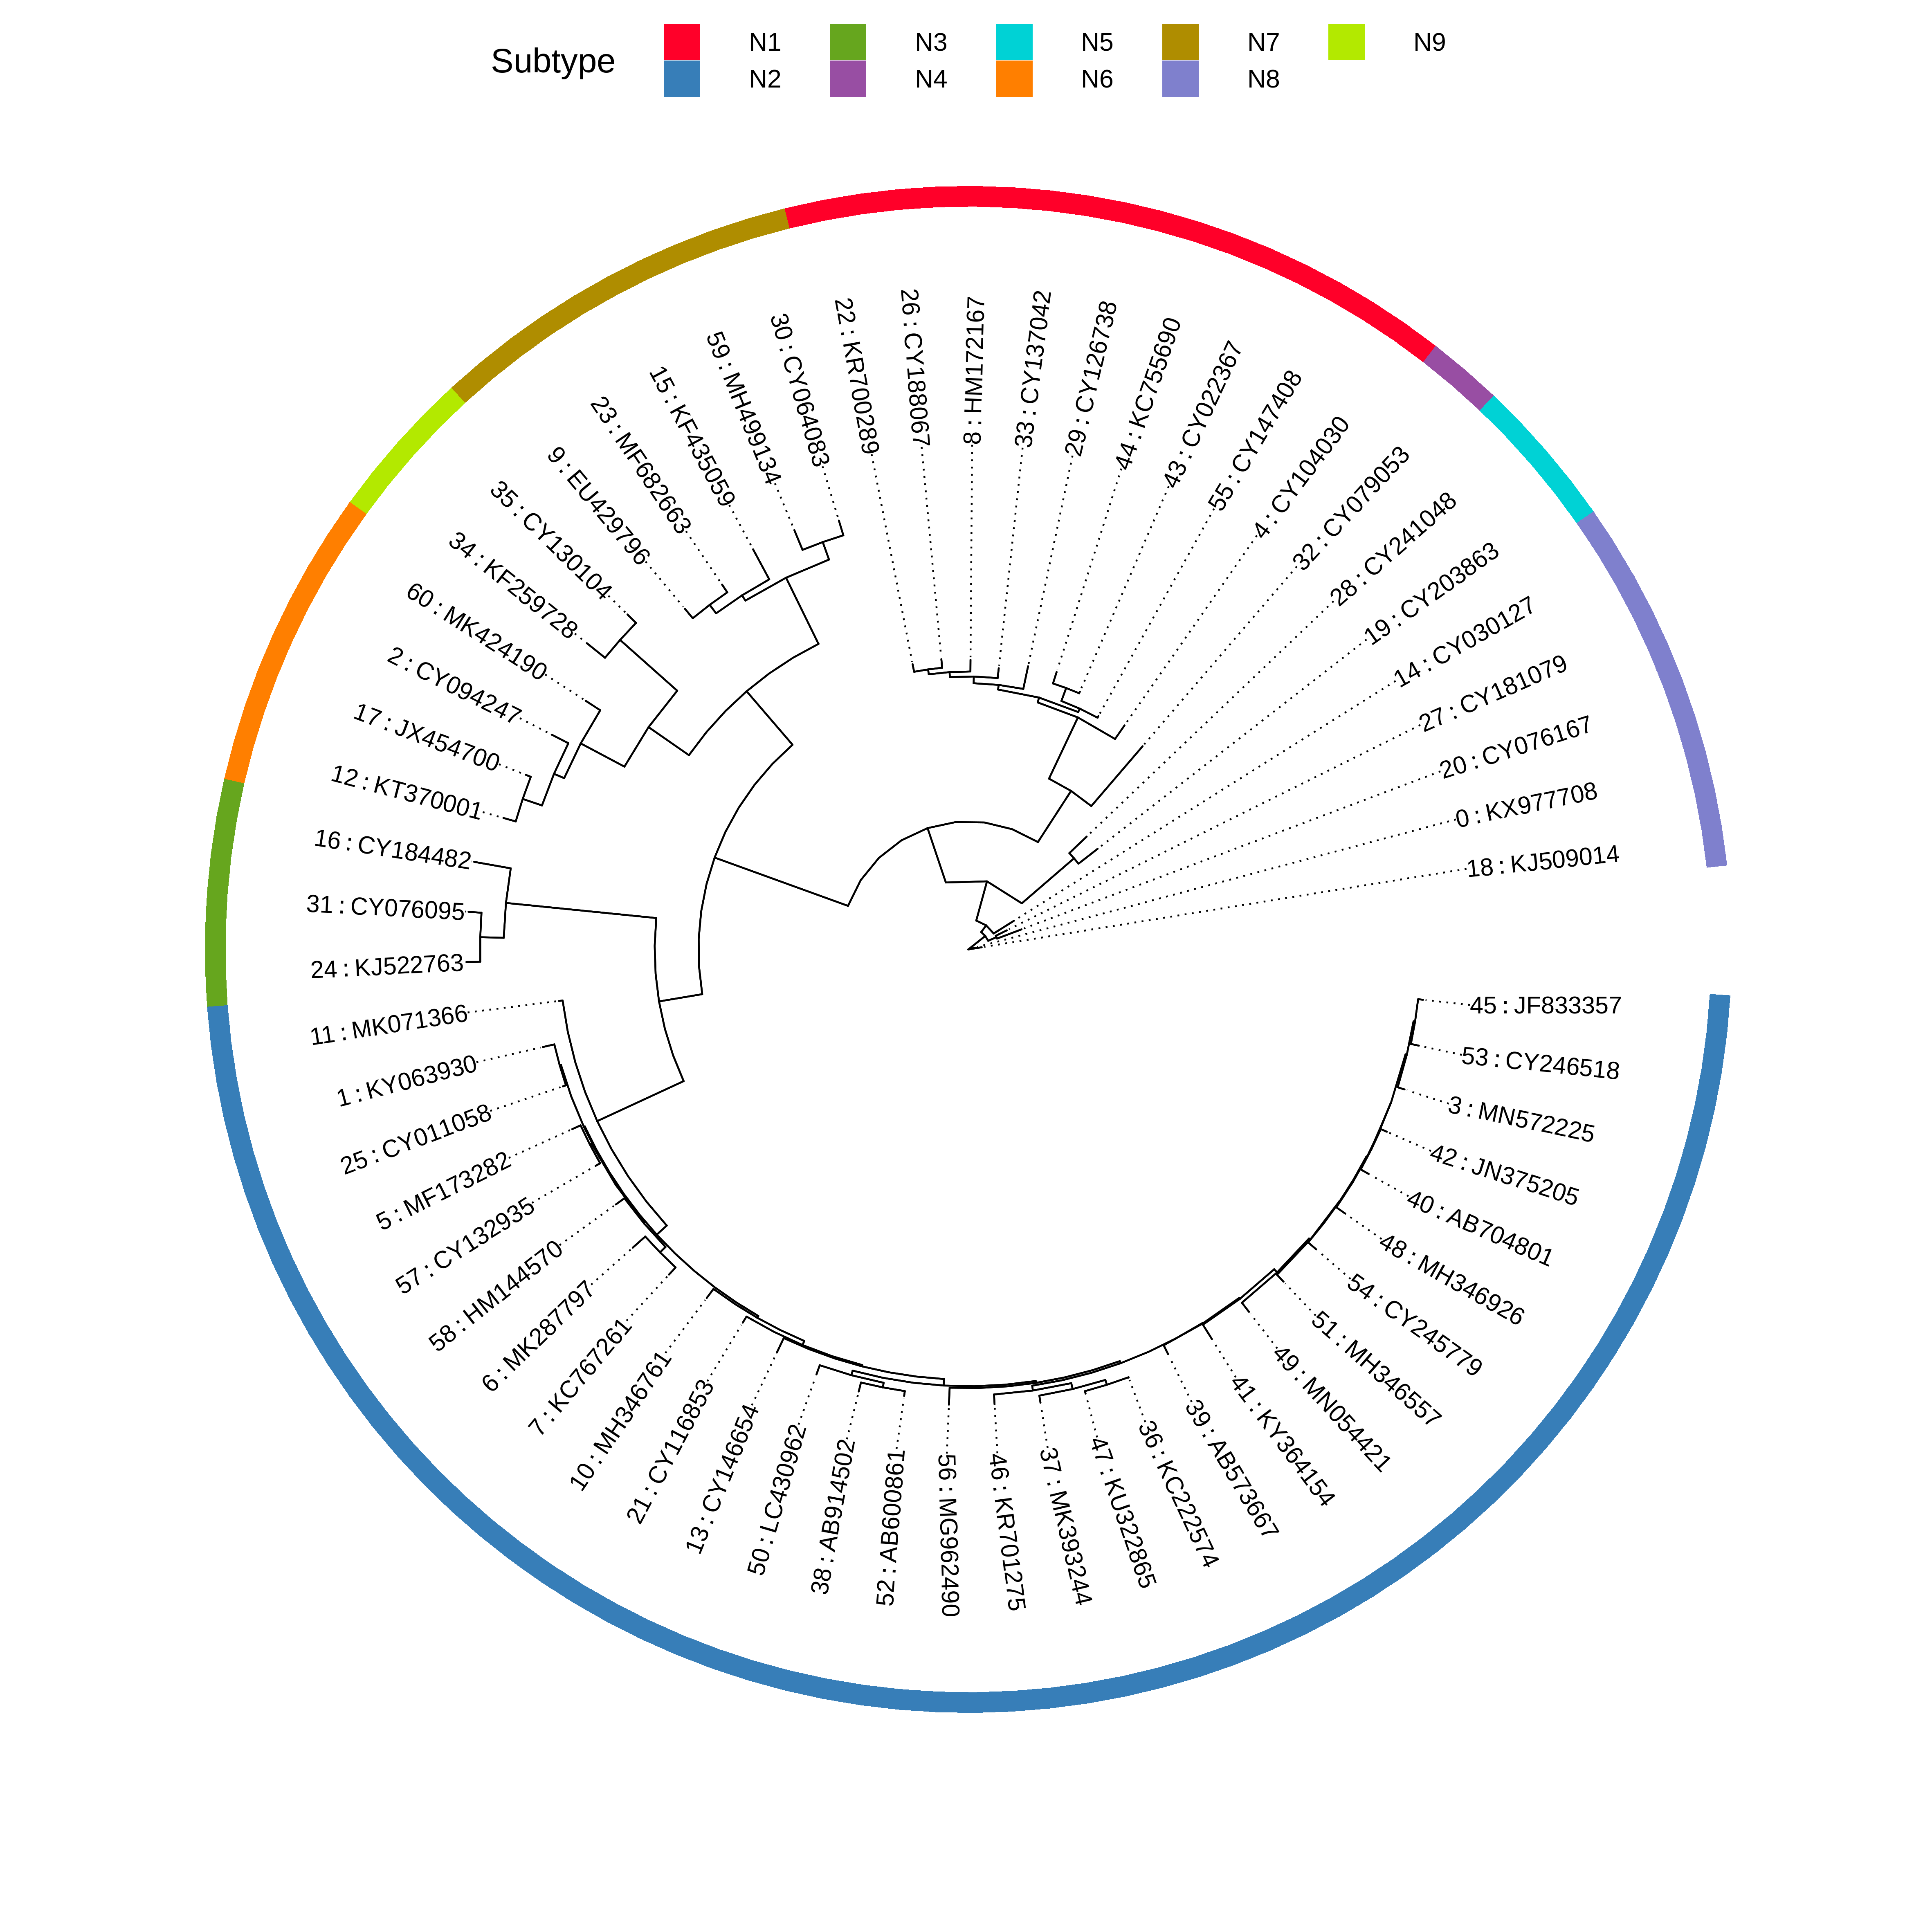 Subtype
N1
N2
N3
N4
N5
N6
N7
N8
N9
18 : KJ509014
0 : KX977708
20 : CY076167
27 : CY181079
14 : CY030127
19 : CY203863
28 : CY241048
32 : CY079053
4 : CY104030
55 : CY147408
43 : CY022367
44 : KC755690
29 : CY126738
33 : CY137042
8 : HM172167
26 : CY188067
22 : KR700289
30 : CY064083
59 : MH499134
15 : KF435059
23 : MF682663
9 : EU429796
35 : CY130104
34 : KF259728
60 : MK424190
2 : CY094247
17 : JX454700
12 : KT370001
16 : CY184482
31 : CY076095
24 : KJ522763
11 : MK071366
1 : KY063930
25 : CY011058
5 : MF173282
57 : CY132935
58 : HM144570
6 : MK287797
7 : KC767261
10 : MH346761
21 : CY116853
13 : CY146654
50 : LC430962
38 : AB914502
52 : AB600861
56 : MG962490
46 : KR701275
37 : MK393244
47 : KU322865
36 : KC222574
39 : AB573667
41 : KY364154
49 : MN054421
51 : MH346557
54 : CY245779
48 : MH346926
40 : AB704801
42 : JN375205
3 : MN572225
53 : CY246518
45 : JF833357